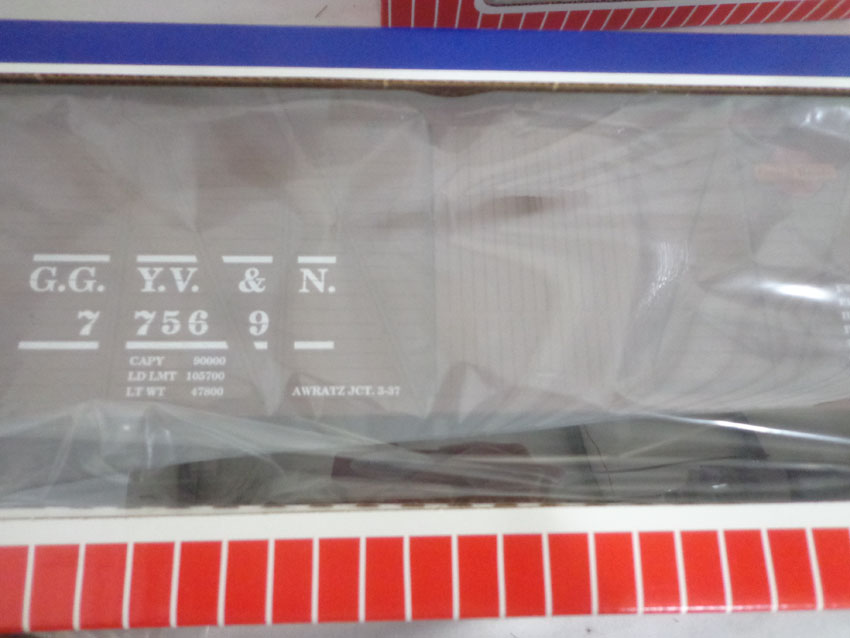 G.G. Y.V. & N.
7 756 9
CAPY 90000
LD LMT 105700
LT WT 47800
AWRATZ JCT. 3-37